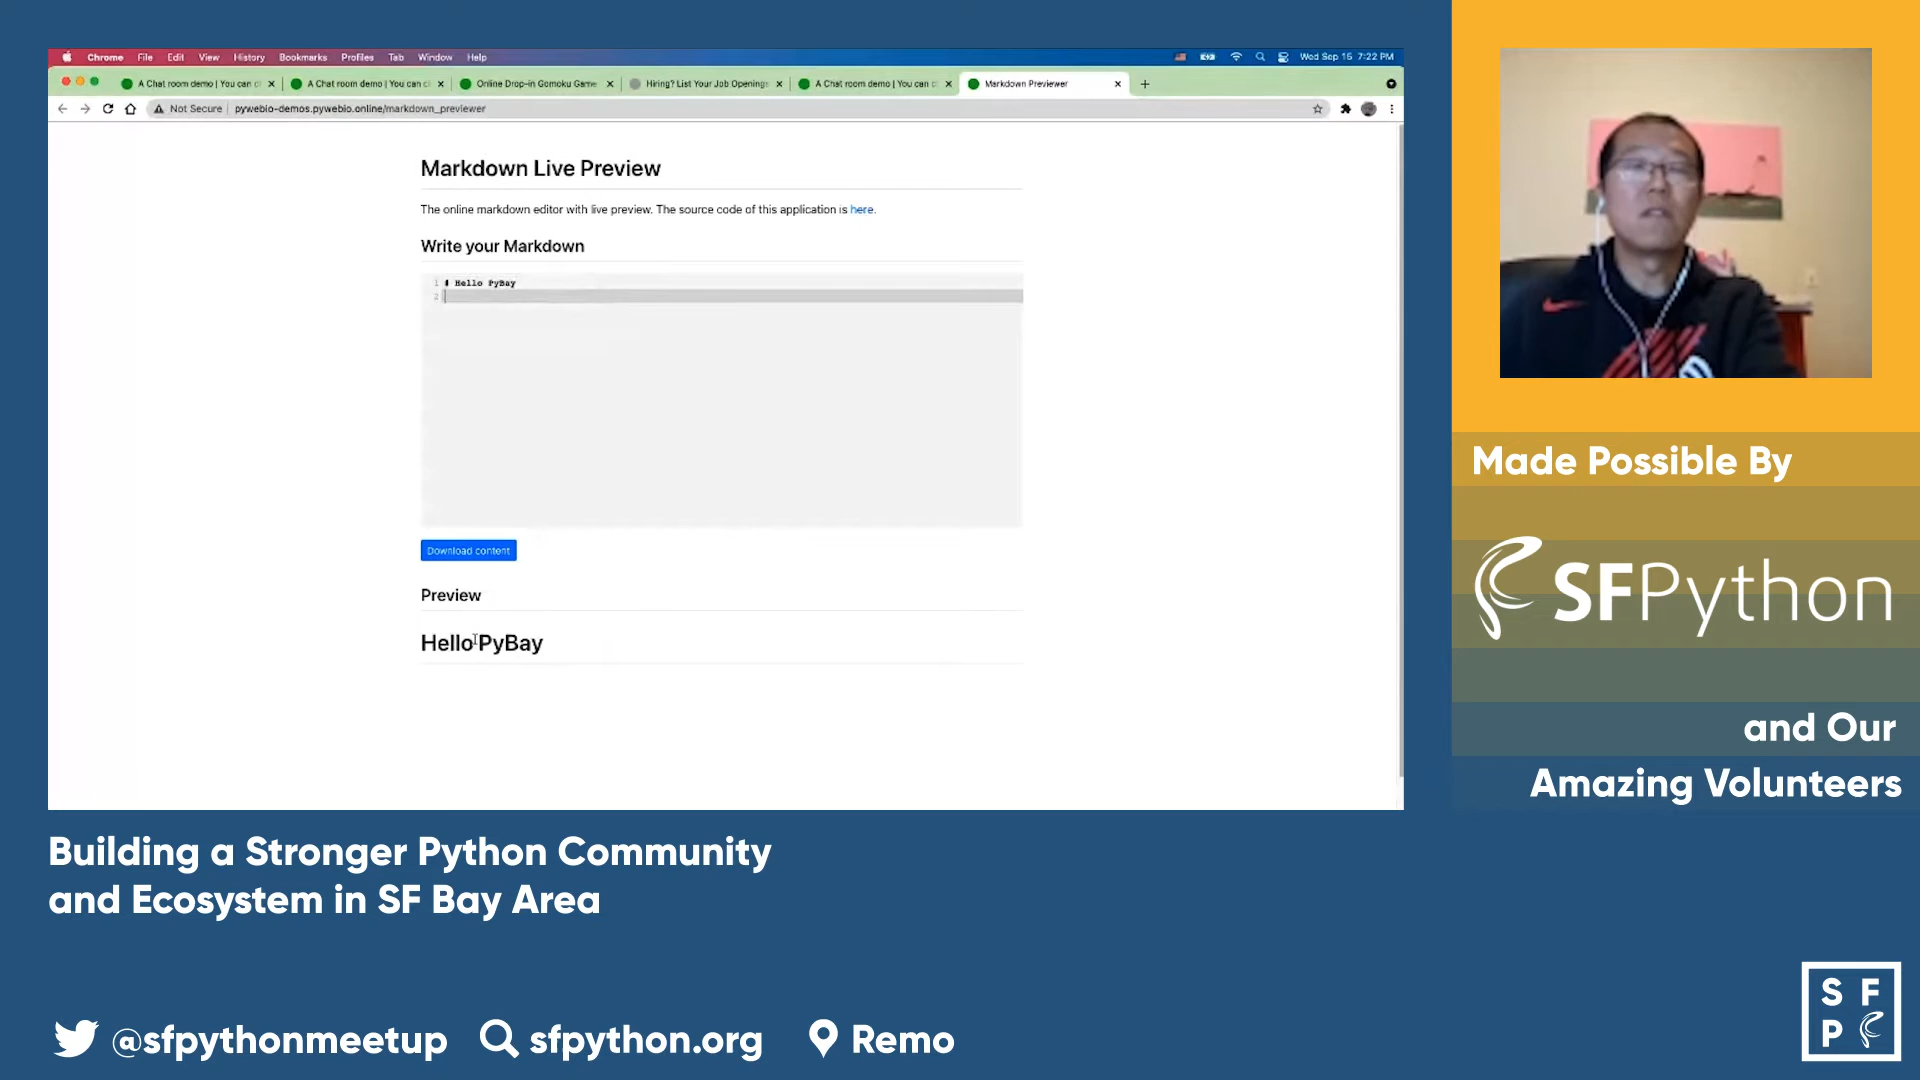 Chrome File Edit View History Bookmarks Profiles Tab Window Help
Wed Sep 15 7:22 PM
A Chat room demo | You can c
A Chat room demo | You can c
Online Drop-in Gomoku Game
Hiring? List Your Job Openings
A Chat room demo | You can c
Markdown Previewer
Not Secure
pywebio-demos.pywebio.online/markdown_previewer
Markdown Live Preview
The online markdown editor with live preview. The source code of this application is here.
Write your Markdown
1 # Hello PyBay
2
Download content
Preview
Hello PyBay
Made Possible By
SFPython
and Our
Amazing Volunteers
Building a Stronger Python Community
and Ecosystem in SF Bay Area
@sfpythonmeetup sfpython.org Remo
S F
P